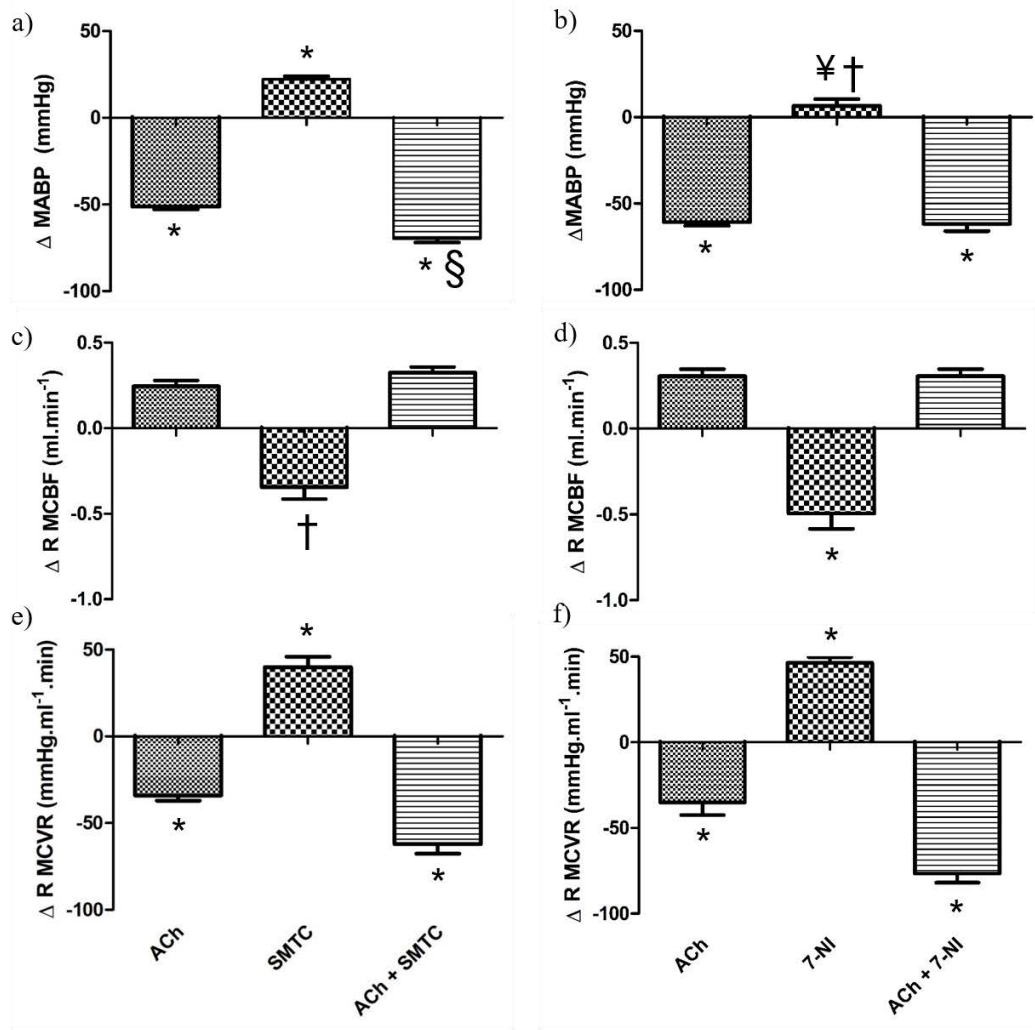 a)
50
0
-50
-100
Δ MABP (mmHg)
*
*
* §
b)
50
0
-50
-100
ΔMABP (mmHg)
¥ †
*
*
c)
0.5
0.0
-0.5
-1.0
Δ R MCBF (ml.min⁻¹)
†
d)
0.5
0.0
-0.5
-1.0
Δ R MCBF (ml.min⁻¹)
*
e)
50
0
-50
-100
Δ R MCVR (mmHg.ml⁻¹.min)
*
*
*
ACh
SMTC
ACh + SMTC
f)
50
0
-50
-100
Δ R MCVR (mmHg.ml⁻¹.min)
*
*
*
ACh
7-NI
ACh + 7-NI